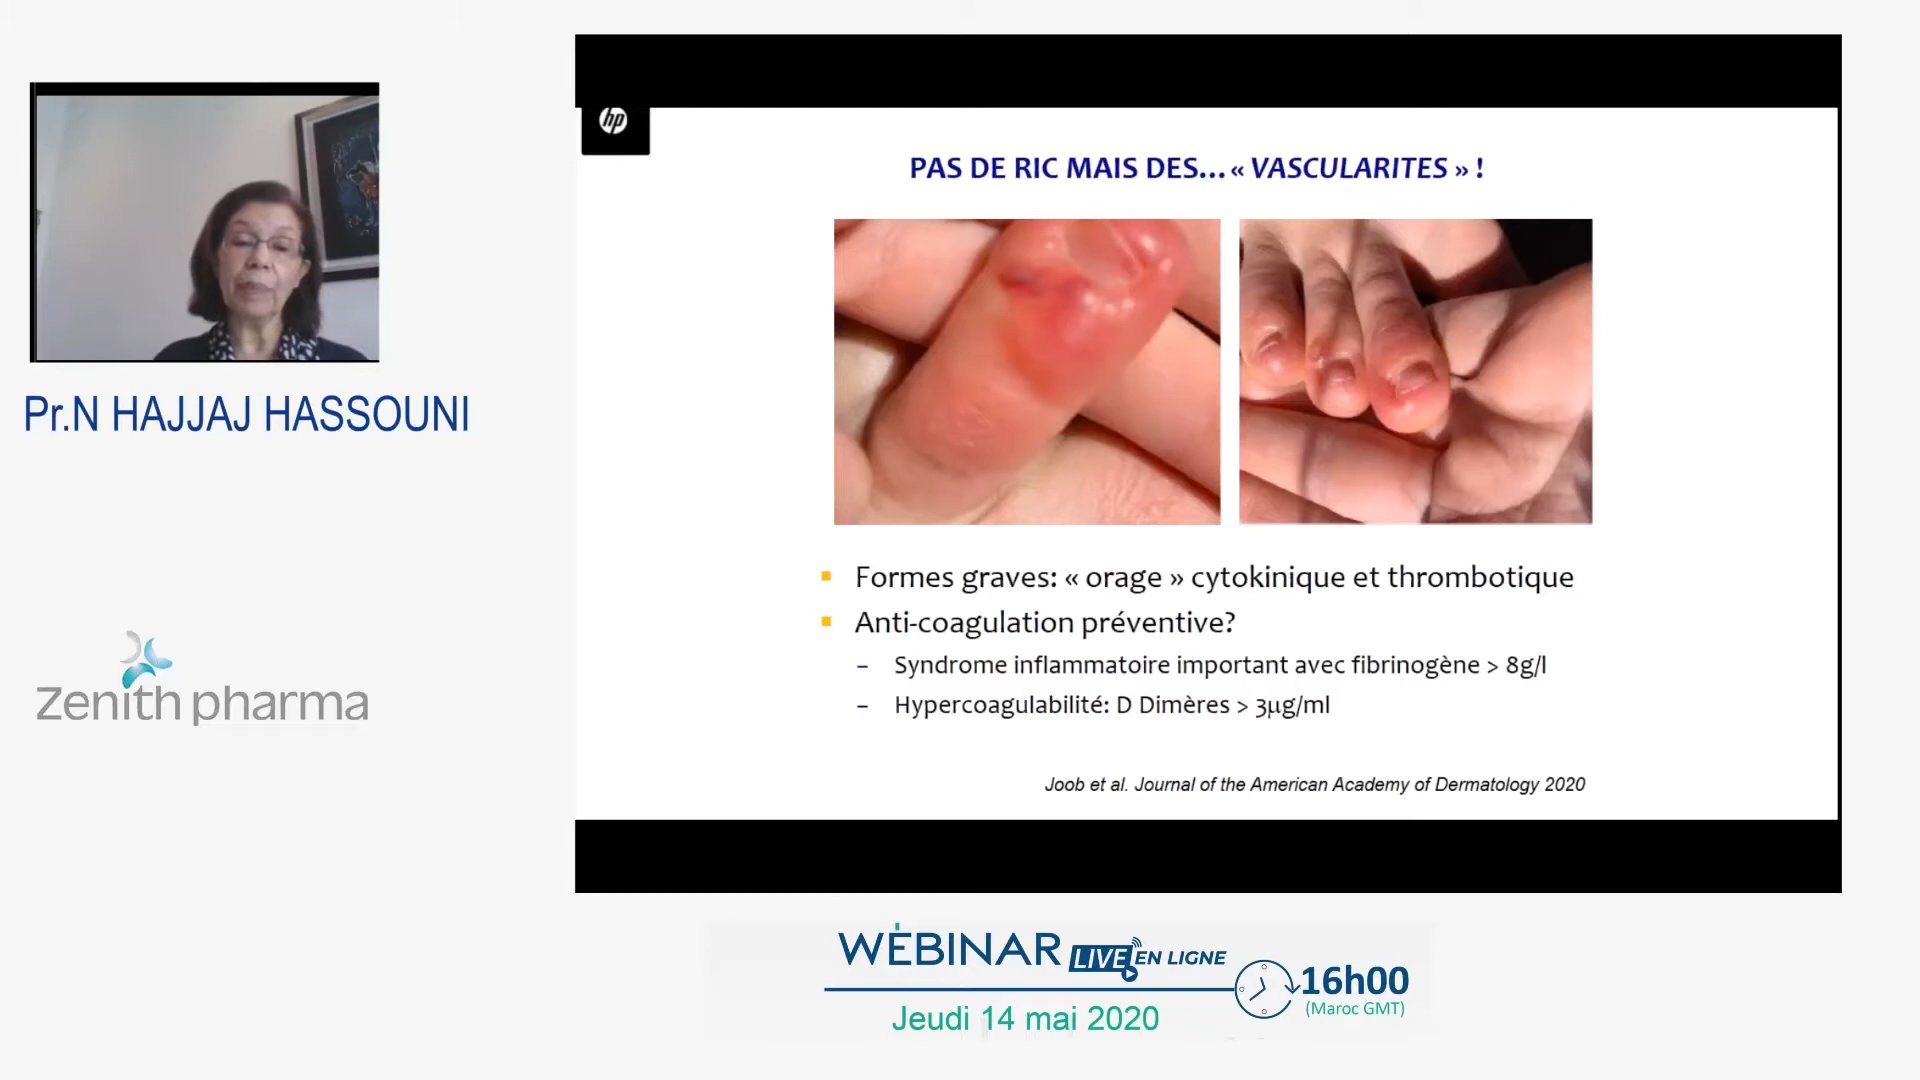 hp
PAS DE RIC MAIS DES... « VASCULARITES » !
Pr.N HAJJAJ HASSOUNI
Formes graves: « orage » cytokinique et thrombotique
Anti-coagulation préventive?
– Syndrome inflammatoire important avec fibrinogène > 8g/l
– Hypercoagulabilité: D Dimères > 3µg/ml
Joob et al. Journal of the American Academy of Dermatology 2020
Zenith pharma
WEBINAR LIVE EN LIGNE
16h00
(Maroc GMT)
Jeudi 14 mai 2020